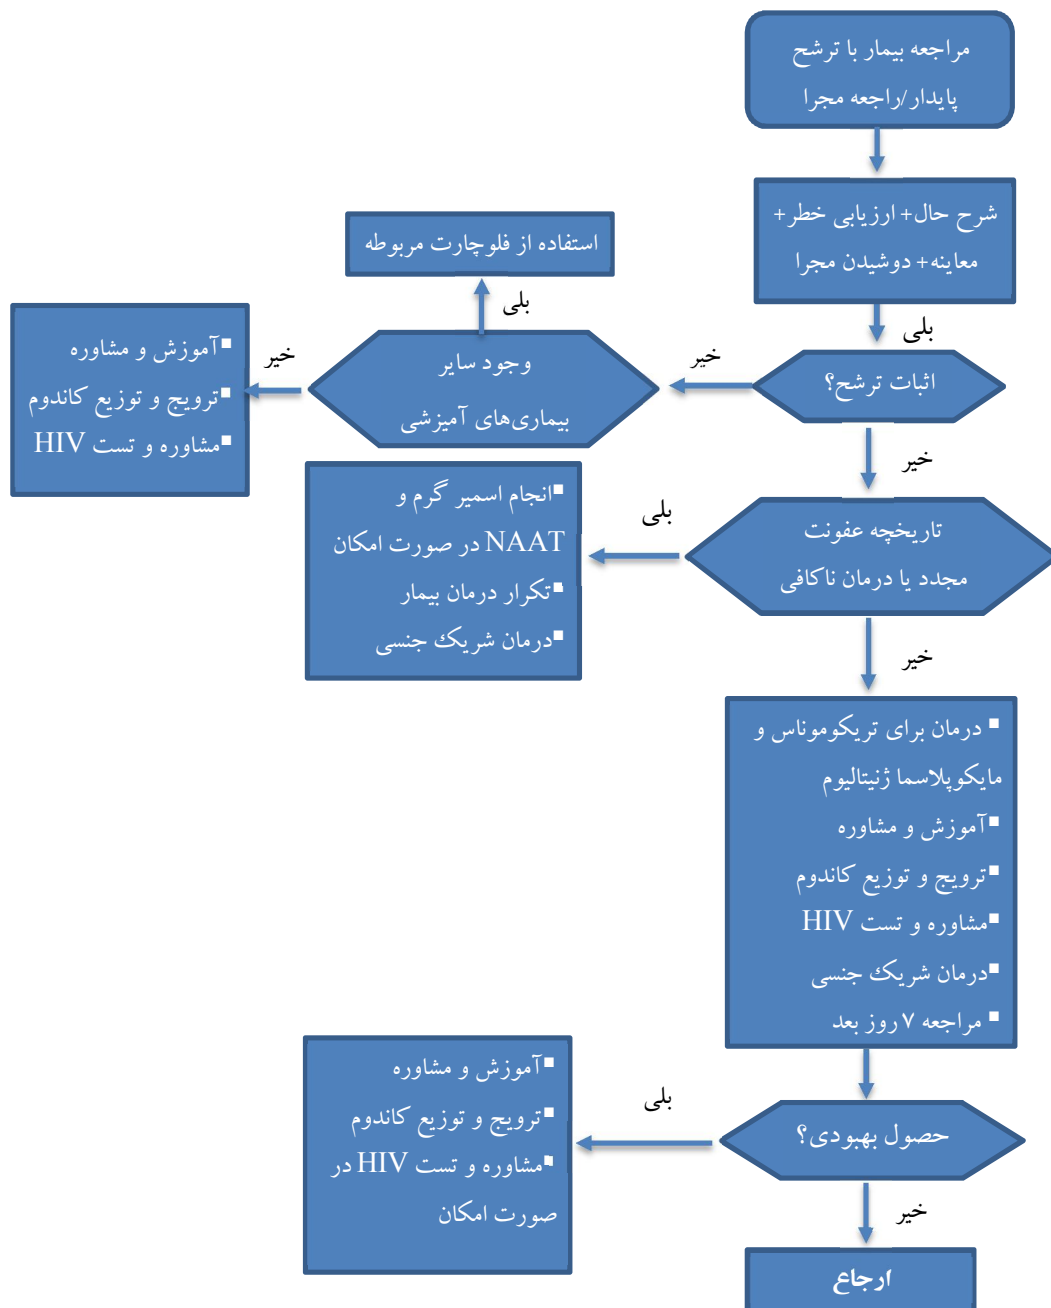 مراجعه بیمار با ترشح
پایدار/راجعه مجرا
شرح حال+ ارزیابی خطر+
معاینه+ دوشیدن مجرا
بلی
اثبات ترشح؟
خیر
وجود سایر
بیماری‌های آمیزشی
بلی
استفاده از فلوچارت مربوطه
خیر
▪آموزش و مشاوره
▪ترویج و توزیع کاندوم
▪مشاوره و تست HIV
خیر
تاریخچه عفونت
مجدد یا درمان ناکافی
بلی
▪انجام اسمیر گرم و
NAAT در صورت امکان
▪تکرار درمان بیمار
▪درمان شریک جنسی
خیر
▪ درمان برای تریکوموناس و
مایکوپلاسما ژنیتالیوم
▪آموزش و مشاوره
▪ترویج و توزیع کاندوم
▪مشاوره و تست HIV
▪درمان شریک جنسی
▪ مراجعه ۷ روز بعد
حصول بهبودی؟
بلی
▪آموزش و مشاوره
▪ترویج و توزیع کاندوم
▪مشاوره و تست HIV در
صورت امکان
خیر
ارجاع